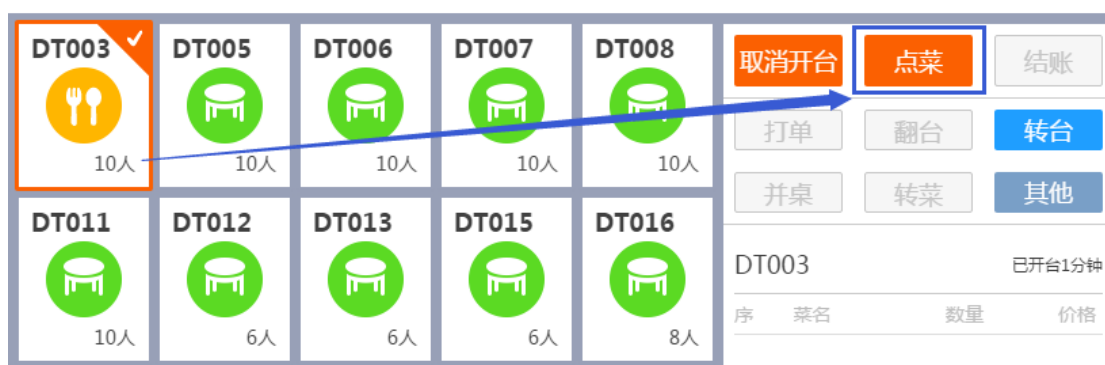 DT003 DT005 DT006 DT007 DT008
10人 10人 10人 10人 10人
DT011 DT012 DT013 DT015 DT016
10人 6人 6人 6人 8人
取消开台 点菜 结账
打单 翻台 转台
并桌 转菜 其他
DT003 已开台1分钟
序 菜名 数量 价格